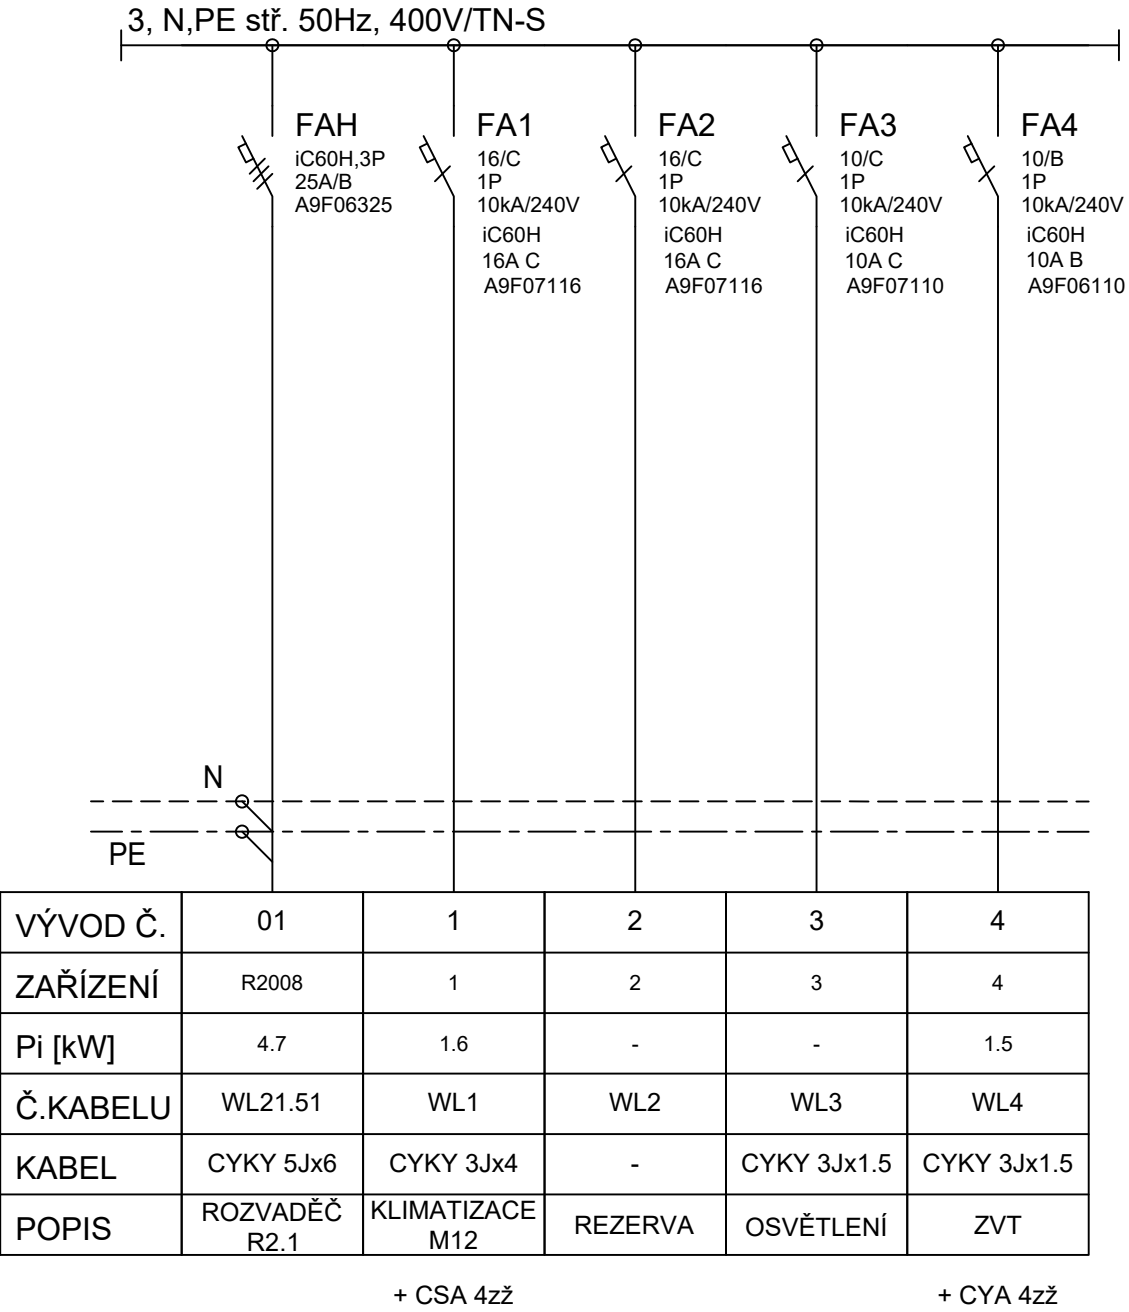 3, N,PE stř. 50Hz, 400V/TN-S
FAH
iC60H,3P
25A/B
A9F06325
FA1
16/C
1P
10kA/240V
iC60H
16A C
A9F07116
FA2
16/C
1P
10kA/240V
iC60H
16A C
A9F07116
FA3
10/C
1P
10kA/240V
iC60H
10A C
A9F07110
FA4
10/B
1P
10kA/240V
iC60H
10A B
A9F06110
N
PE
VÝVOD Č. 01 1 2 3 4
ZAŘÍZENÍ R2008 1 2 3 4
Pi [kW] 4.7 1.6 - - 1.5
Č.KABELU WL21.51 WL1 WL2 WL3 WL4
KABEL CYKY 5Jx6 CYKY 3Jx4 - CYKY 3Jx1.5 CYKY 3Jx1.5
POPIS
ROZVADĚČ
R2.1
KLIMATIZACE
M12
REZERVA
OSVĚTLENÍ
ZVT
+ CSA 4zž
+ CYA 4zž